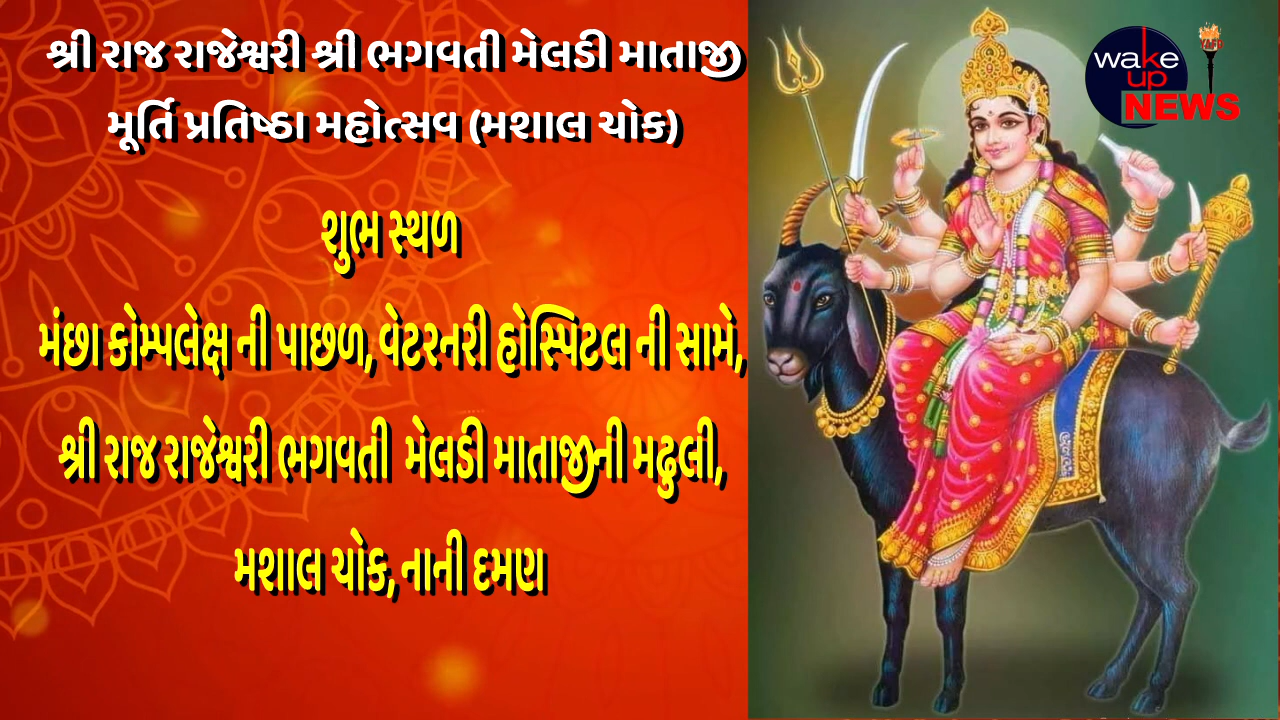 શ્રી રાજ રાજેશ્વરી શ્રી ભગવતી મેલડી માતાજી
મૂર્તિ પ્રતિષ્ઠા મહોત્સવ (મશાલ ચોક)
શુભ સ્થળ
મંછા કોમ્પલેક્ષ ની પાછળ, વેટરનરી હોસ્પિટલ ની સામે,
શ્રી રાજ રાજેશ્વરી ભગવતી મેલડી માતાજીની મઢુલી,
મશાલ ચોક, નાની દમણ
wake
up
NEWS